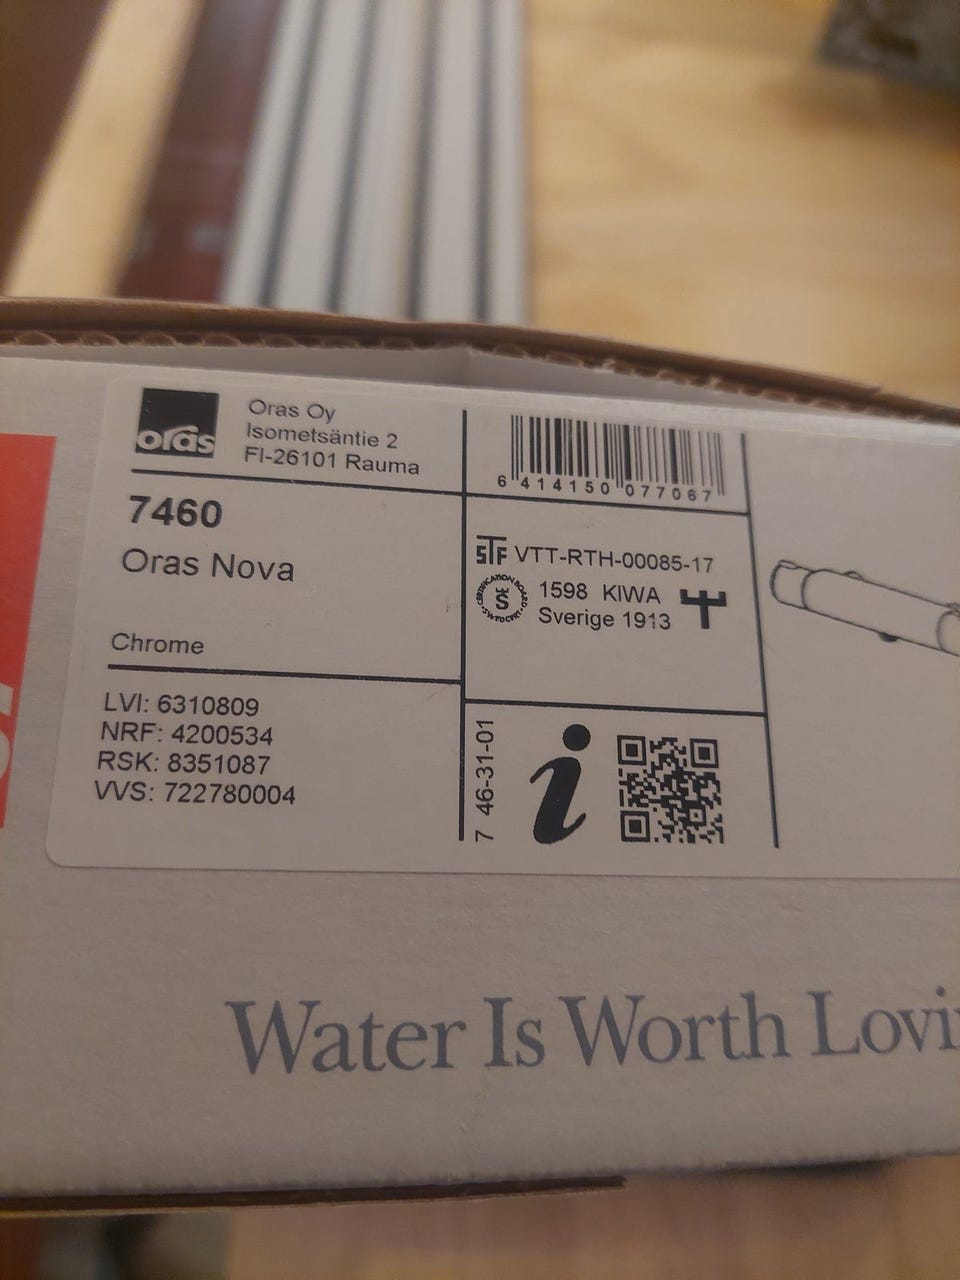 oras
Oras Oy
Isometsäntie 2
FI-26101 Rauma
7460
Oras Nova
Chrome
LVI: 6310809
NRF: 4200534
RSK: 8351087
VVS: 722780004
6 414150 077067
STF VTT-RTH-00085-17
1598 KIWA
Sverige 1913
7 46-31-01
i
Water Is Worth Lovi